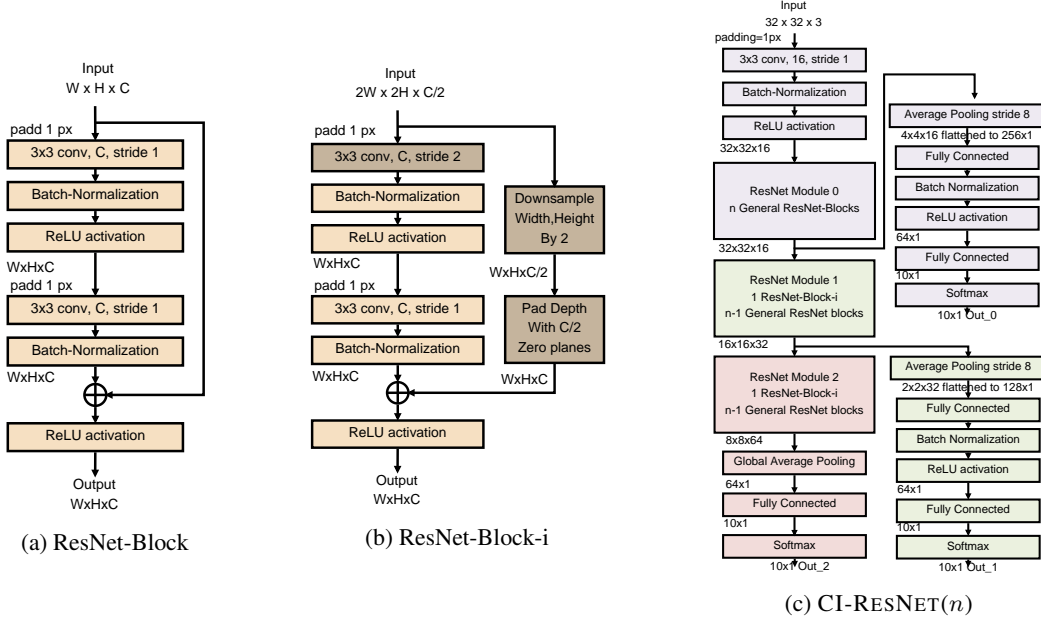 Input
W x H x C
padd 1 px
3x3 conv, C, stride 1
Batch-Normalization
ReLU activation
WxHxC
padd 1 px
3x3 conv, C, stride 1
Batch-Normalization
WxHxC
ReLU activation
Output
WxHxC
(a) ResNet-Block
Input
2W x 2H x C/2
padd 1 px
3x3 conv, C, stride 2
Batch-Normalization
ReLU activation
WxHxC
padd 1 px
3x3 conv, C, stride 1
Batch-Normalization
WxHxC
ReLU activation
Output
WxHxC
Downsample
Width,Height
By 2
WxHxC/2
Pad Depth
With C/2
Zero planes
WxHxC
(b) ResNet-Block-i
Input
32 x 32 x 3
padding=1px
3x3 conv, 16, stride 1
Batch-Normalization
ReLU activation
32x32x16
ResNet Module 0
n General ResNet-Blocks
32x32x16
ResNet Module 1
1 ResNet-Block-i
n-1 General ResNet blocks
16x16x32
ResNet Module 2
1 ResNet-Block-i
n-1 General ResNet blocks
8x8x64
Global Average Pooling
64x1
Fully Connected
10x1
Softmax
10x1 Out_2
Average Pooling stride 8
4x4x16 flattened to 256x1
Fully Connected
Batch Normalization
ReLU activation
64x1
Fully Connected
10x1
Softmax
10x1 Out_0
Average Pooling stride 8
2x2x32 flattened to 128x1
Fully Connected
Batch Normalization
ReLU activation
64x1
Fully Connected
10x1
Softmax
10x1 Out_1
(c) CI-RESNET(n)